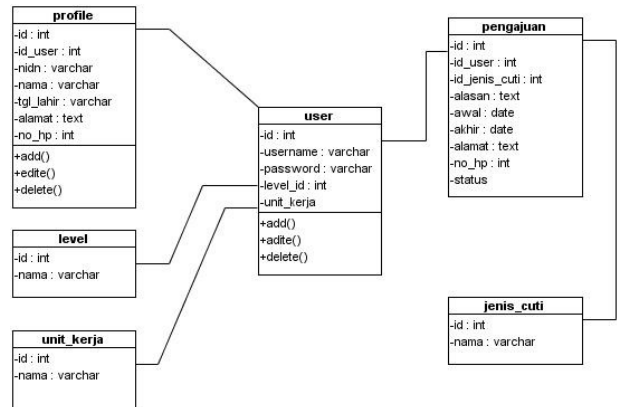 profile
-id : int
-id_user : int
-nidn : varchar
-nama : varchar
-tgl_lahir : varchar
-alamat : text
-no_hp : int
+add()
+edite()
+delete()
level
-id : int
-nama : varchar
unit_kerja
-id : int
-nama : varchar
user
-id : int
-username : varchar
-password : varchar
-level_id : int
-unit_kerja
+add()
+adite()
+delete()
pengajuan
-id : int
-id_user : int
-id_jenis_cuti : int
-alasan : text
-awal : date
-akhir : date
-alamat : text
-no_hp : int
-status
jenis_cuti
-id : int
-nama : varchar